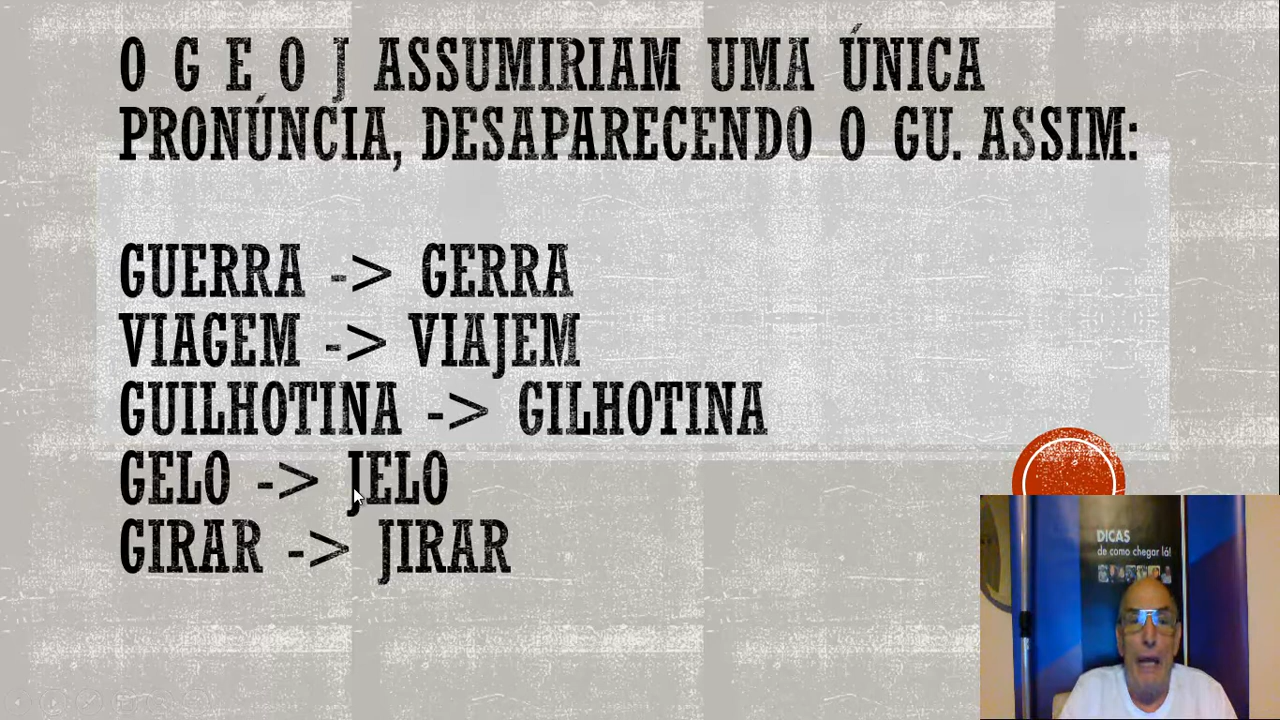 O G E O J ASSUMIRIAM UMA ÚNICA
PRONÚNCIA, DESAPARECENDO O GU. ASSIM:
GUERRA -> GERRA
VIAGEM -> VIAJEM
GUILHOTINA -> GILHOTINA
GELO -> JELO
GIRAR -> JIRAR
DICAS
de como chegar lá!